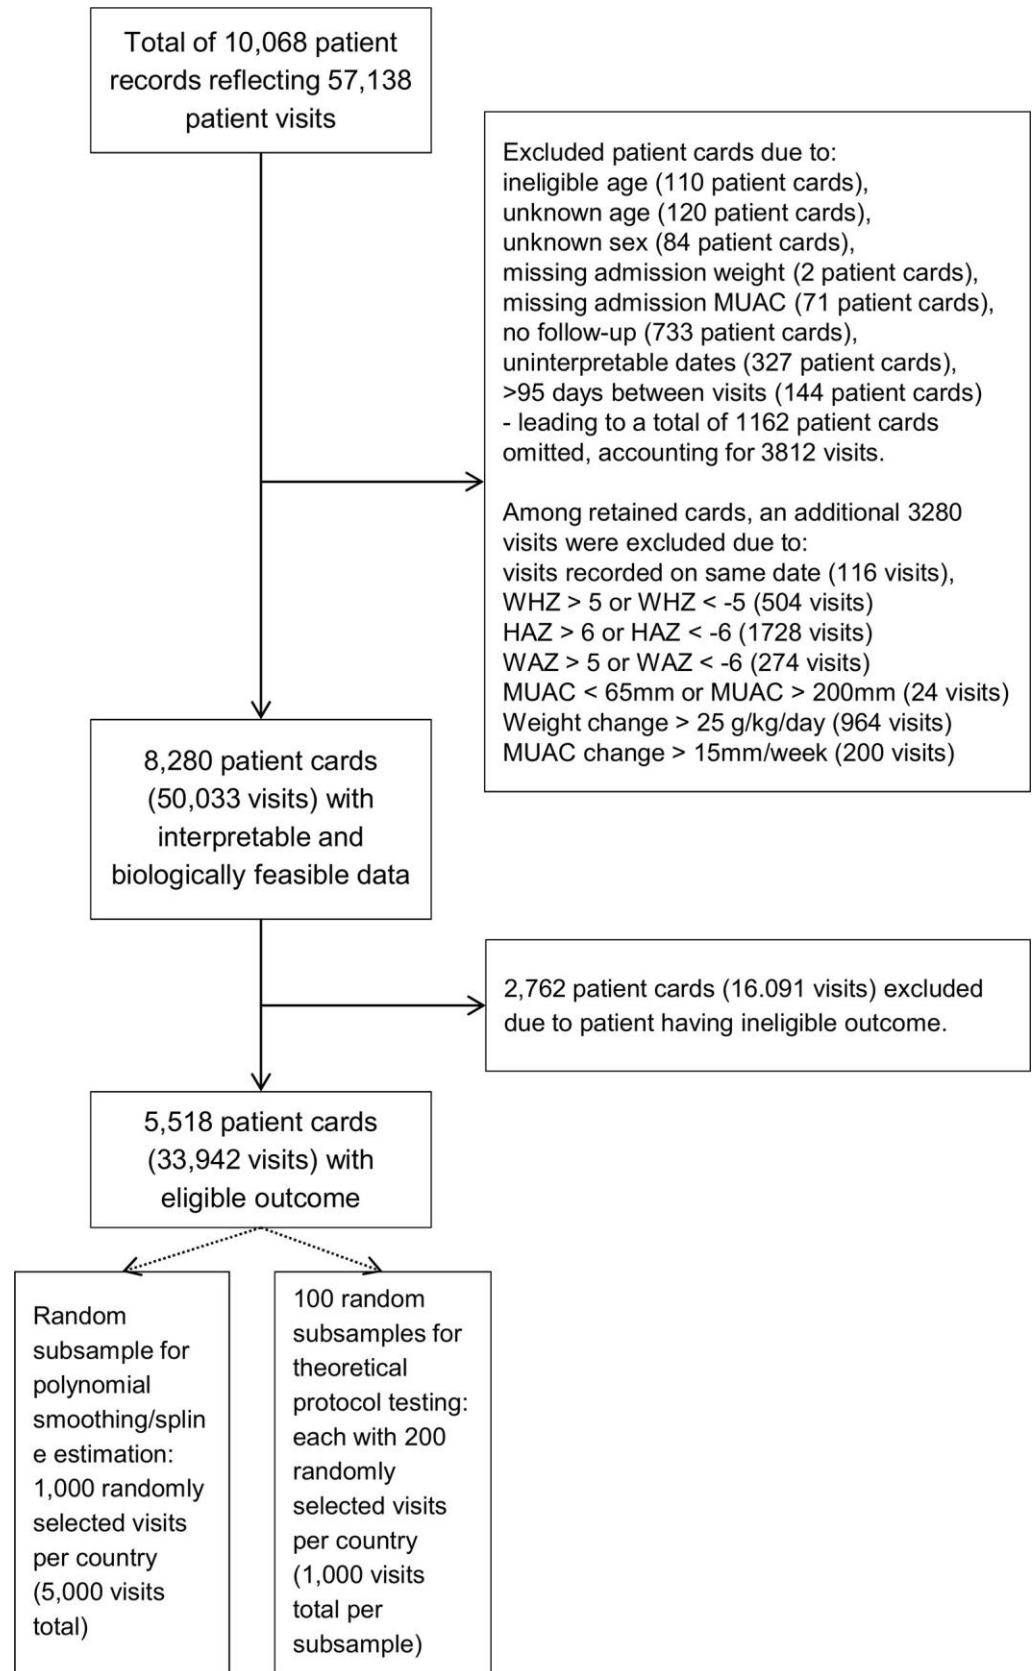 Total of 10,068 patient
records reflecting 57,138
patient visits
Excluded patient cards due to:
ineligible age (110 patient cards),
unknown age (120 patient cards),
unknown sex (84 patient cards),
missing admission weight (2 patient cards),
missing admission MUAC (71 patient cards),
no follow-up (733 patient cards),
uninterpretable dates (327 patient cards),
>95 days between visits (144 patient cards)
- leading to a total of 1162 patient cards
omitted, accounting for 3812 visits.
Among retained cards, an additional 3280
visits were excluded due to:
visits recorded on same date (116 visits),
WHZ > 5 or WHZ < -5 (504 visits)
HAZ > 6 or HAZ < -6 (1728 visits)
WAZ > 5 or WAZ < -6 (274 visits)
MUAC < 65mm or MUAC > 200mm (24 visits)
Weight change > 25 g/kg/day (964 visits)
MUAC change > 15mm/week (200 visits)
8,280 patient cards
(50,033 visits) with
interpretable and
biologically feasible data
2,762 patient cards (16.091 visits) excluded
due to patient having ineligible outcome.
5,518 patient cards
(33,942 visits) with
eligible outcome
Random
subsample for
polynomial
smoothing/splin
e estimation:
1,000 randomly
selected visits
per country
(5,000 visits
total)
100 random
subsamples for
theoretical
protocol testing:
each with 200
randomly
selected visits
per country
(1,000 visits
total per
subsample)